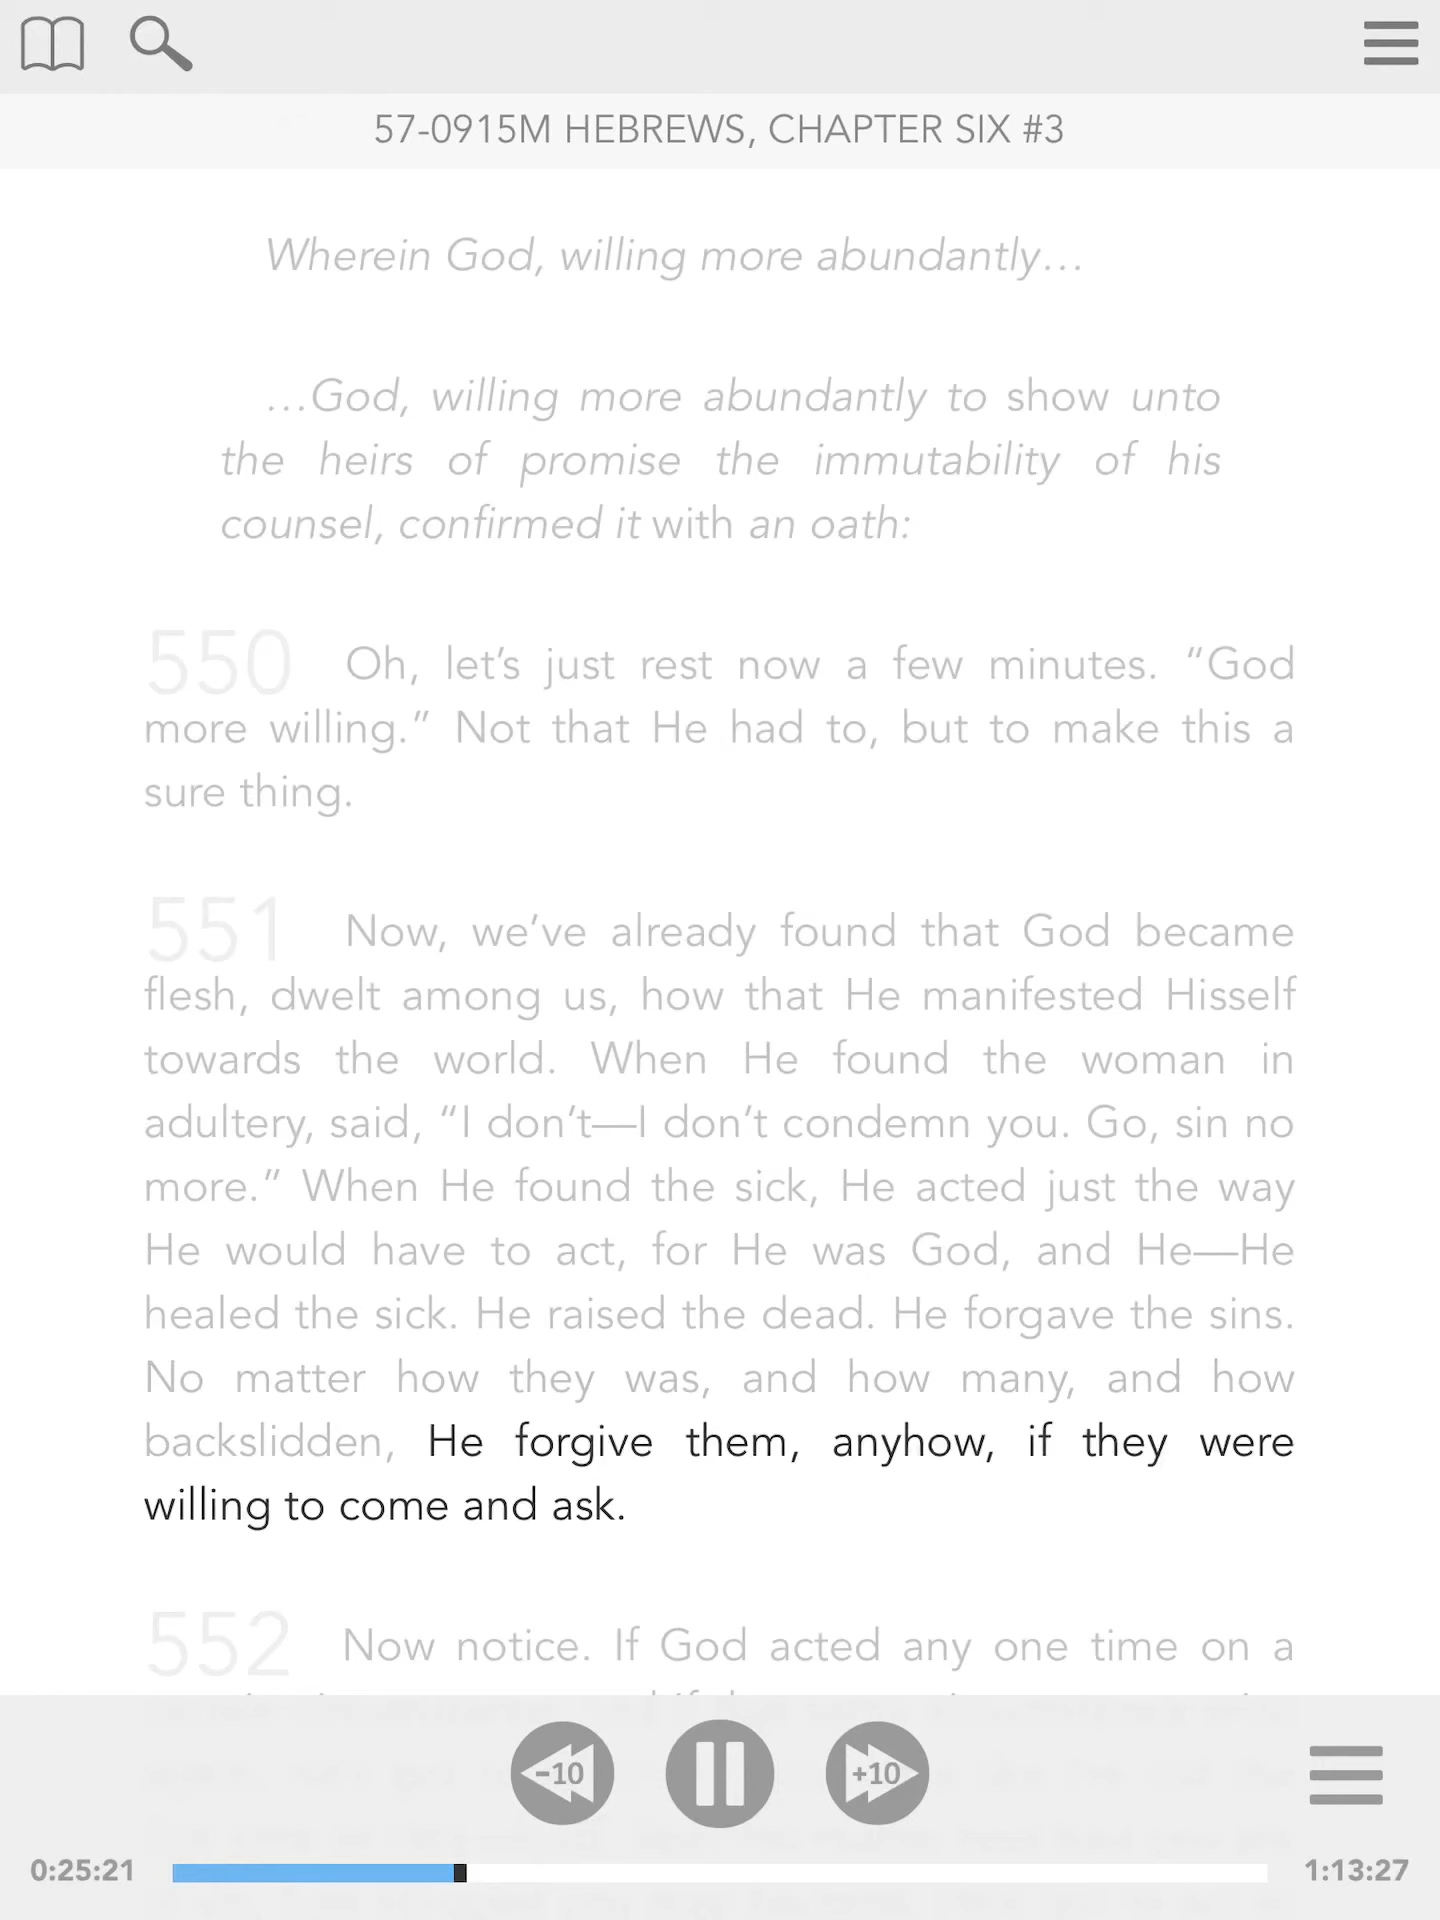 57-0915M HEBREWS, CHAPTER SIX #3
Wherein God, willing more abundantly…
…God, willing more abundantly to show unto
the heirs of promise the immutability of his
counsel, confirmed it with an oath:
550 Oh, let’s just rest now a few minutes. “God
more willing.” Not that He had to, but to make this a
sure thing.
551 Now, we’ve already found that God became
flesh, dwelt among us, how that He manifested Hisself
towards the world. When He found the woman in
adultery, said, “I don’t—I don’t condemn you. Go, sin no
more.” When He found the sick, He acted just the way
He would have to act, for He was God, and He—He
healed the sick. He raised the dead. He forgave the sins.
No matter how they was, and how many, and how
backslidden, He forgive them, anyhow, if they were
willing to come and ask.
552 Now notice. If God acted any one time on a
-10 +10
0:25:21 1:13:27